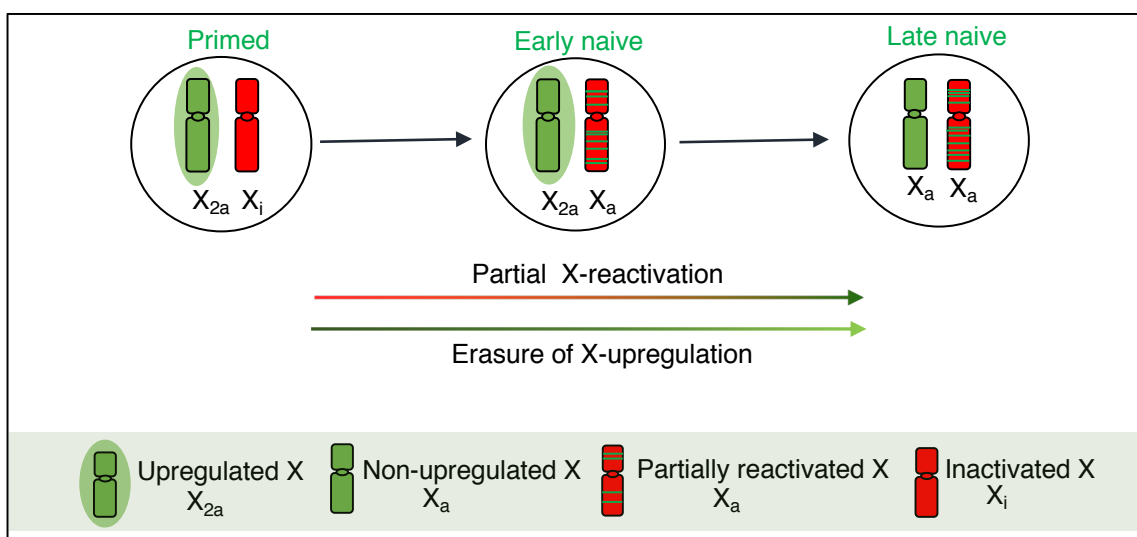 Primed
Early naive
Late naive
X2a Xi
X2a Xa
Xa Xa
Partial X-reactivation
Erasure of X-upregulation
Upregulated X
X2a
Non-upregulated X
Xa
Partially reactivated X
Xa
Inactivated X
Xi